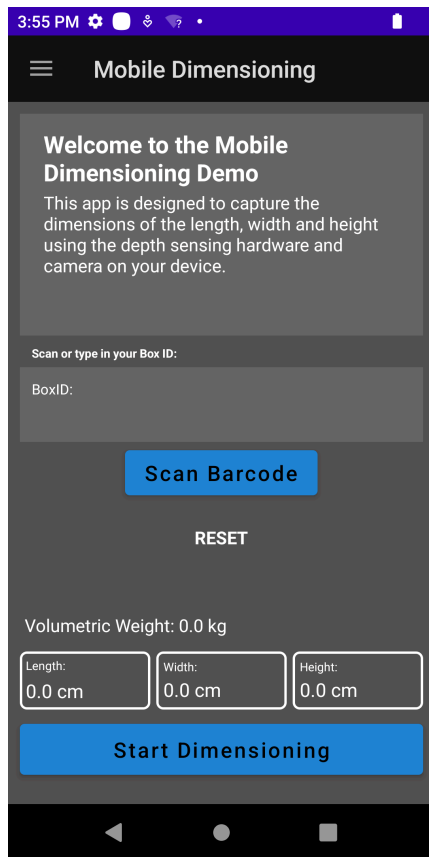 3:55 PM
?
Mobile Dimensioning
Welcome to the Mobile
Dimensioning Demo
This app is designed to capture the
dimensions of the length, width and height
using the depth sensing hardware and
camera on your device.
Scan or type in your Box ID:
BoxID:
Scan Barcode
RESET
Volumetric Weight: 0.0 kg
Length: Width: Height:
0.0 cm 0.0 cm 0.0 cm
Start Dimensioning